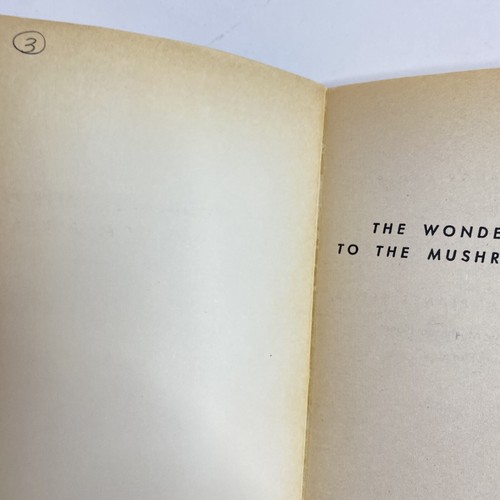 3
THE WONDE
TO THE MUSHR